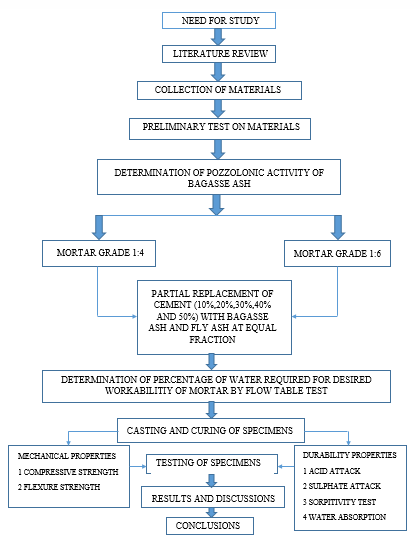 NEED FOR STUDY
LITERATURE REVIEW
COLLECTION OF MATERIALS
PRELIMINARY TEST ON MATERIALS
DETERMINATION OF POZZOLONIC ACTIVITY OF
BAGASSE ASH
MORTAR GRADE 1:4
MORTAR GRADE 1:6
PARTIAL REPLACEMENT OF
CEMENT (10%,20%,30%,40%
AND 50%) WITH BAGASSE
ASH AND FLY ASH AT EQUAL
FRACTION
DETERMINATION OF PERCENTAGE OF WATER REQUIRED FOR DESIRED
WORKABILITIY OF MORTAR BY FLOW TABLE TEST
CASTING AND CURING OF SPECIMENS
MECHANICAL PROPERTIES
1 COMPRESSIVE STRENGTH
2 FLEXURE STRENGTH
TESTING OF SPECIMENS
DURABILITY PROPERTIES
1 ACID ATTACK
2 SULPHATE ATTACK
3 SORPITIVITY TEST
4 WATER ABSORPTION
RESULTS AND DISCUSSIONS
CONCLUSIONS